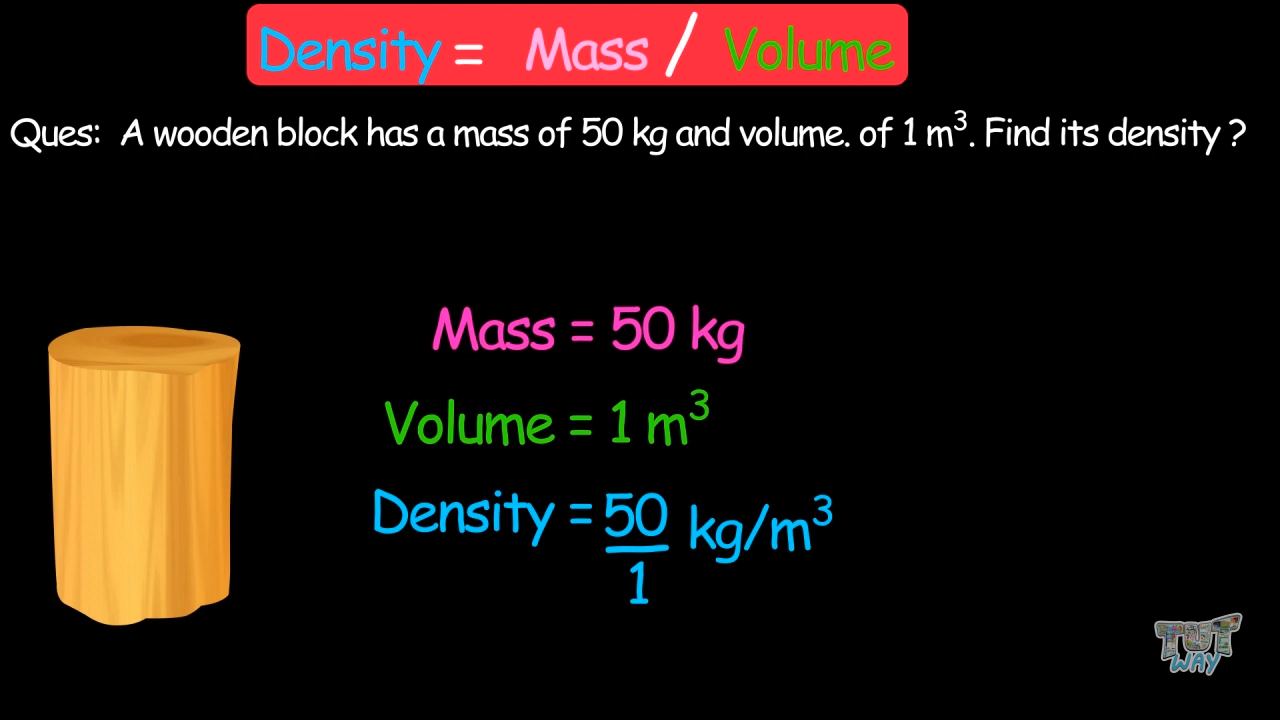 Density = Mass / Volume
Ques: A wooden block has a mass of 50 kg and volume. of 1 m³. Find its density ?
Mass = 50 kg
Volume = 1 m³
Density = 50/1 kg/m³
TUT
WAY